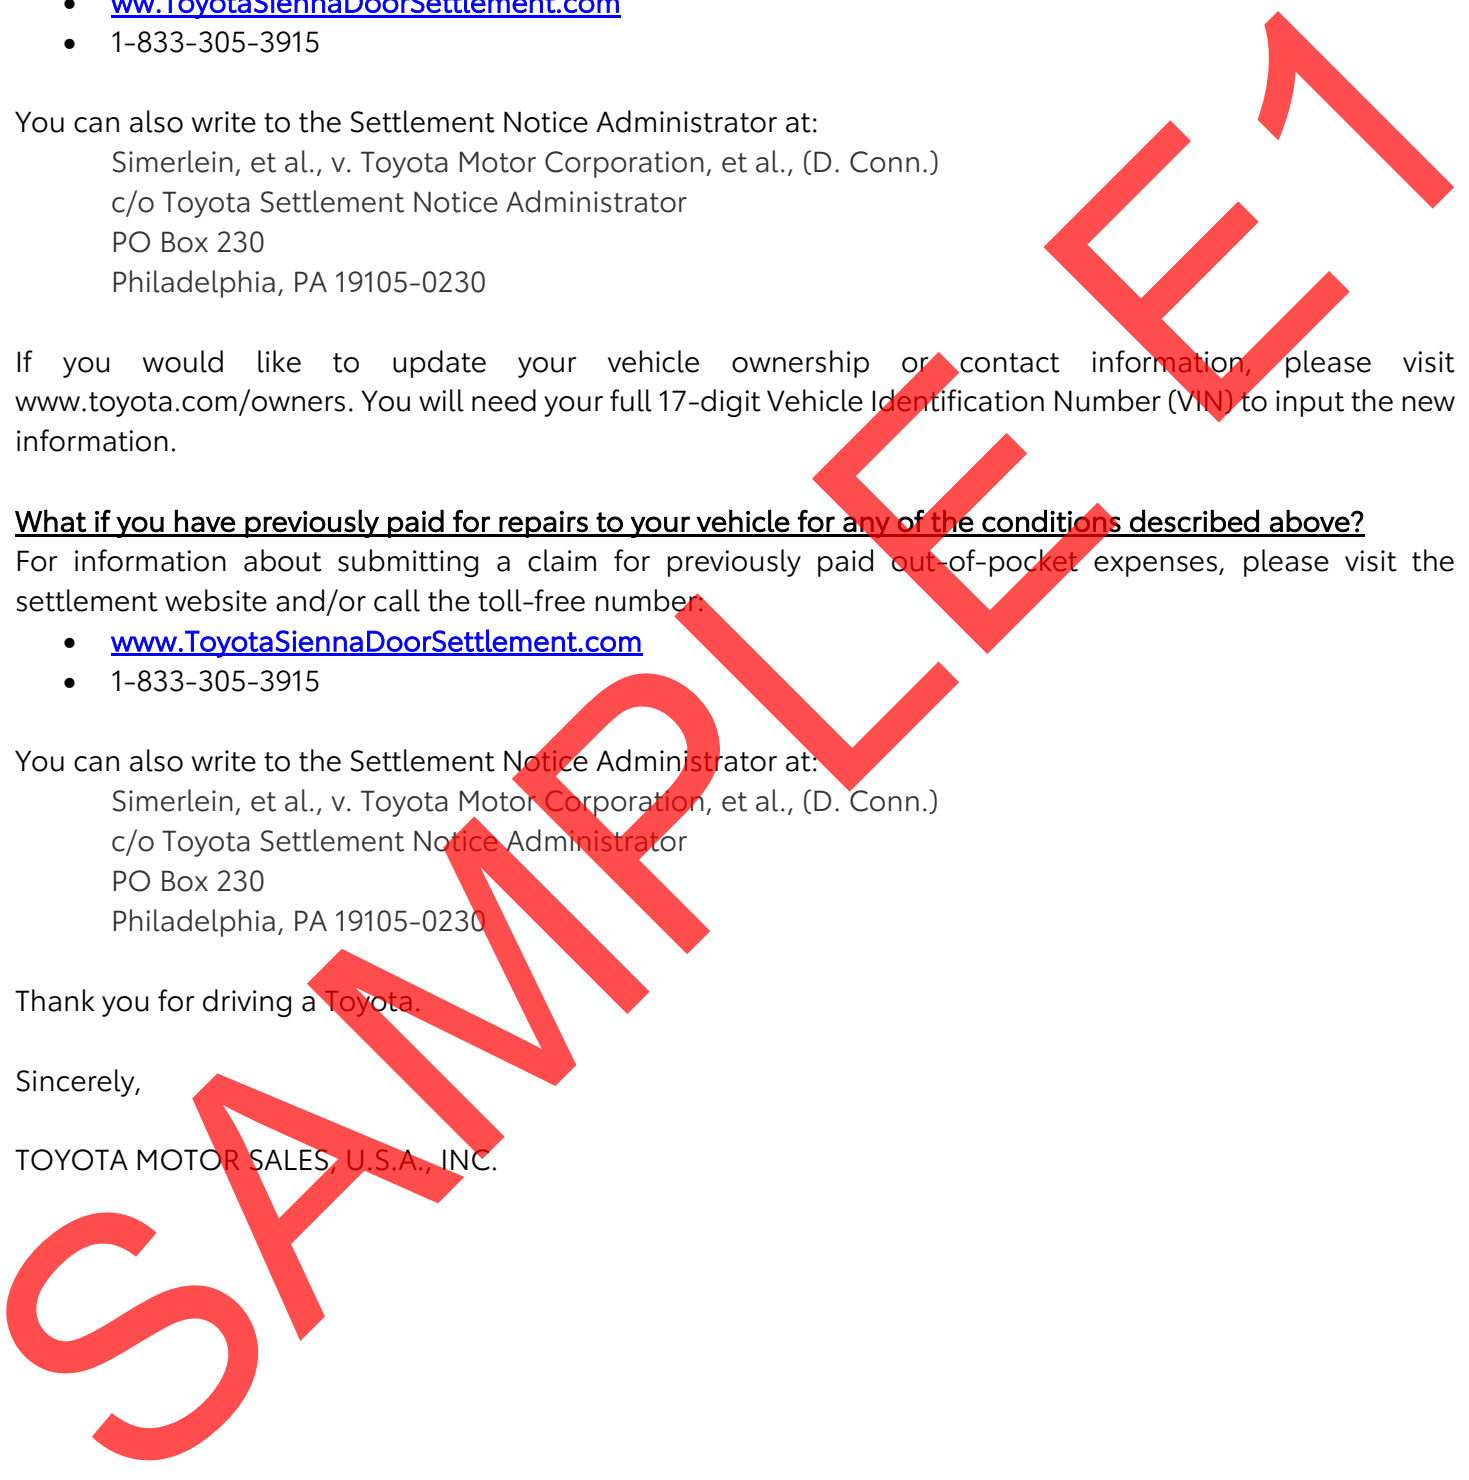 • ww.ToyotaSiennaDoorSettlement.com
• 1-833-305-3915
You can also write to the Settlement Notice Administrator at:
Simerlein, et al., v. Toyota Motor Corporation, et al., (D. Conn.)
c/o Toyota Settlement Notice Administrator
PO Box 230
Philadelphia, PA 19105-0230
If you would like to update your vehicle ownership or contact information, please visit
www.toyota.com/owners. You will need your full 17-digit Vehicle Identification Number (VIN) to input the new
information.
What if you have previously paid for repairs to your vehicle for any of the conditions described above?
For information about submitting a claim for previously paid out-of-pocket expenses, please visit the
settlement website and/or call the toll-free number:
• www.ToyotaSiennaDoorSettlement.com
• 1-833-305-3915
You can also write to the Settlement Notice Administrator at:
Simerlein, et al., v. Toyota Motor Corporation, et al., (D. Conn.)
c/o Toyota Settlement Notice Administrator
PO Box 230
Philadelphia, PA 19105-0230
Thank you for driving a Toyota.
Sincerely,
TOYOTA MOTOR SALES, U.S.A., INC.
SAMPLE E1